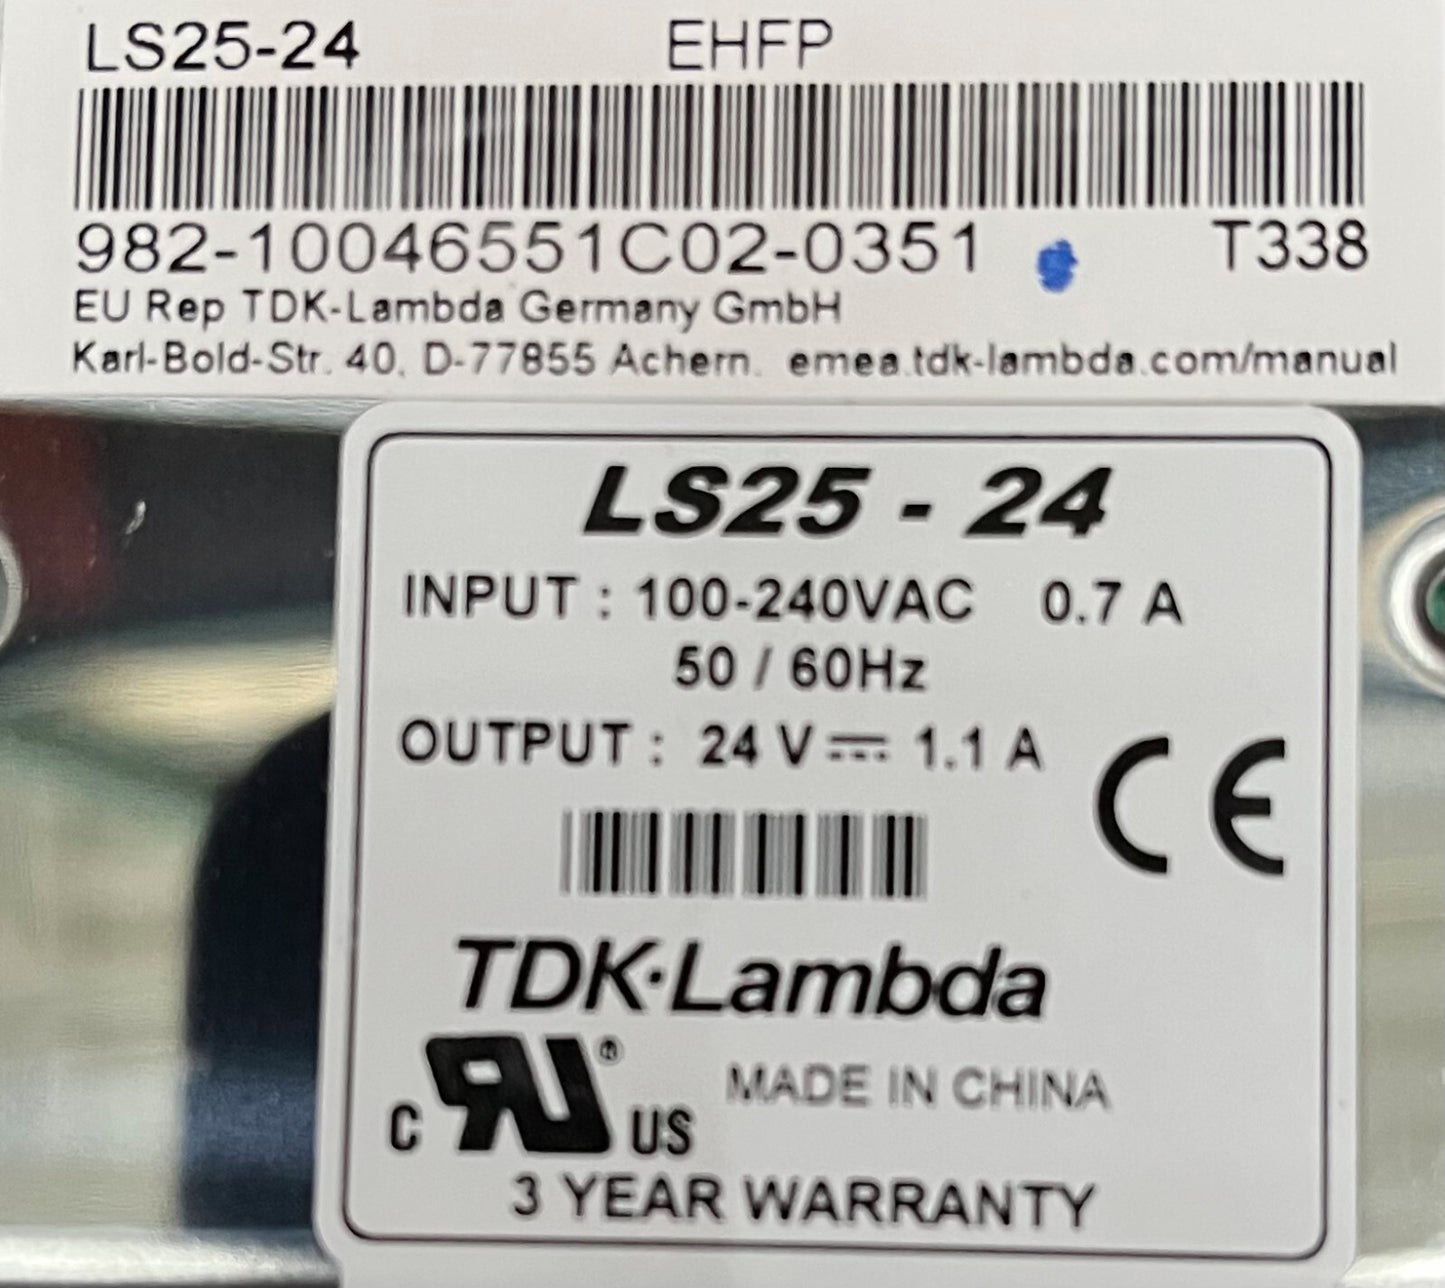 LS25-24 EHFP
982-10046551C02-0351 T338
EU Rep TDK-Lambda Germany GmbH
Karl-Bold-Str. 40, D-77855 Achern. emea.tdk-lambda.com/manual
LS25 - 24
INPUT : 100-240VAC 0.7 A
50 / 60Hz
OUTPUT : 24 V ⎓ 1.1 A
CE
TDK·Lambda
C RU® US MADE IN CHINA
3 YEAR WARRANTY